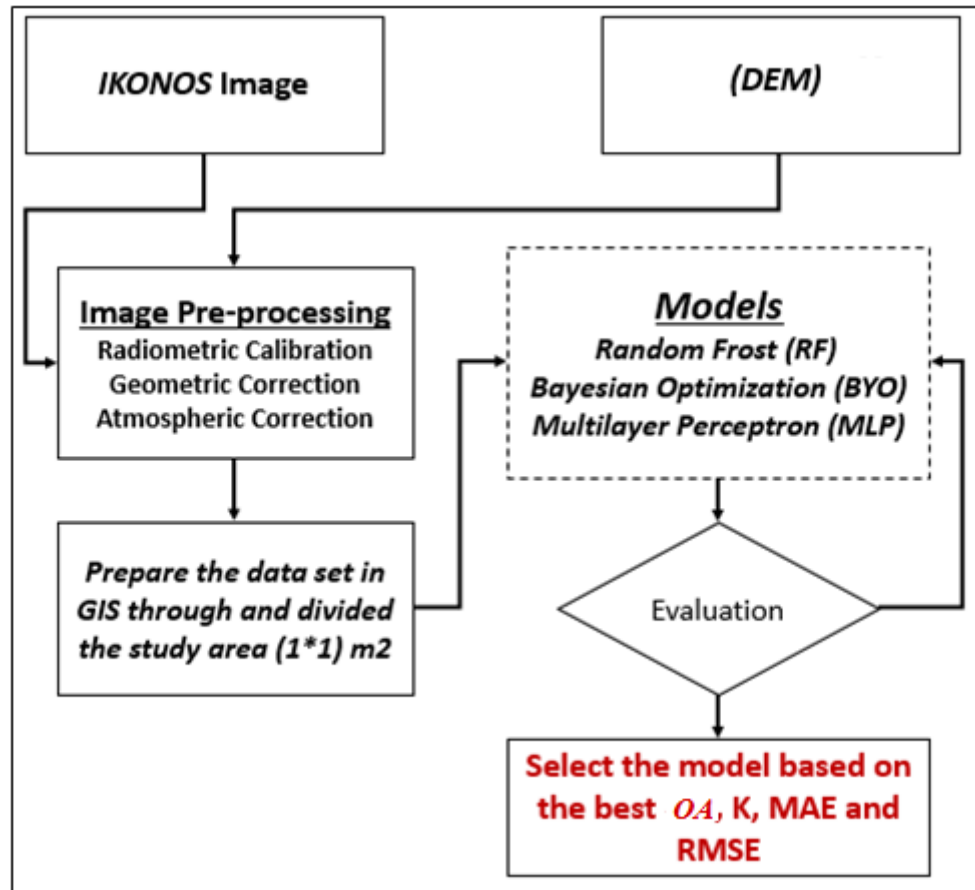 IKONOS Image
(DEM)
Image Pre-processing
Radiometric Calibration
Geometric Correction
Atmospheric Correction
Models
Random Frost (RF)
Bayesian Optimization (BYO)
Multilayer Perceptron (MLP)
Prepare the data set in
GIS through and divided
the study area (1*1) m2
Evaluation
Select the model based on
the best OA, K, MAE and
RMSE